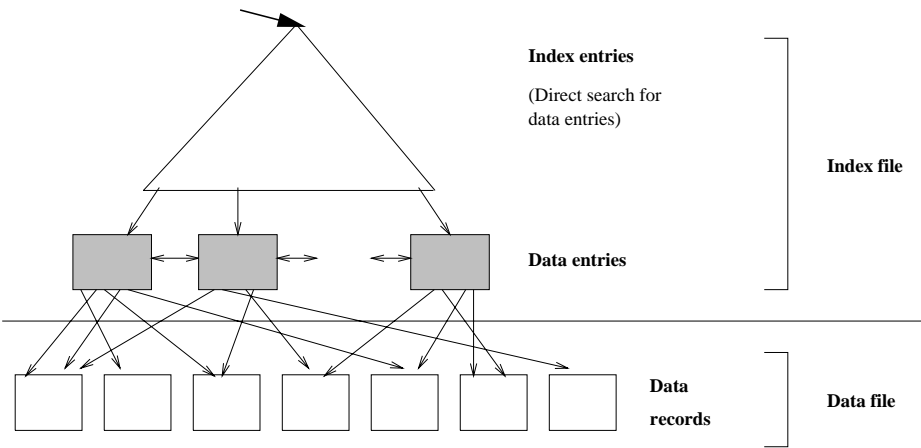 Index entries
(Direct search for
data entries)
Index file
Data entries
Data
records
Data file